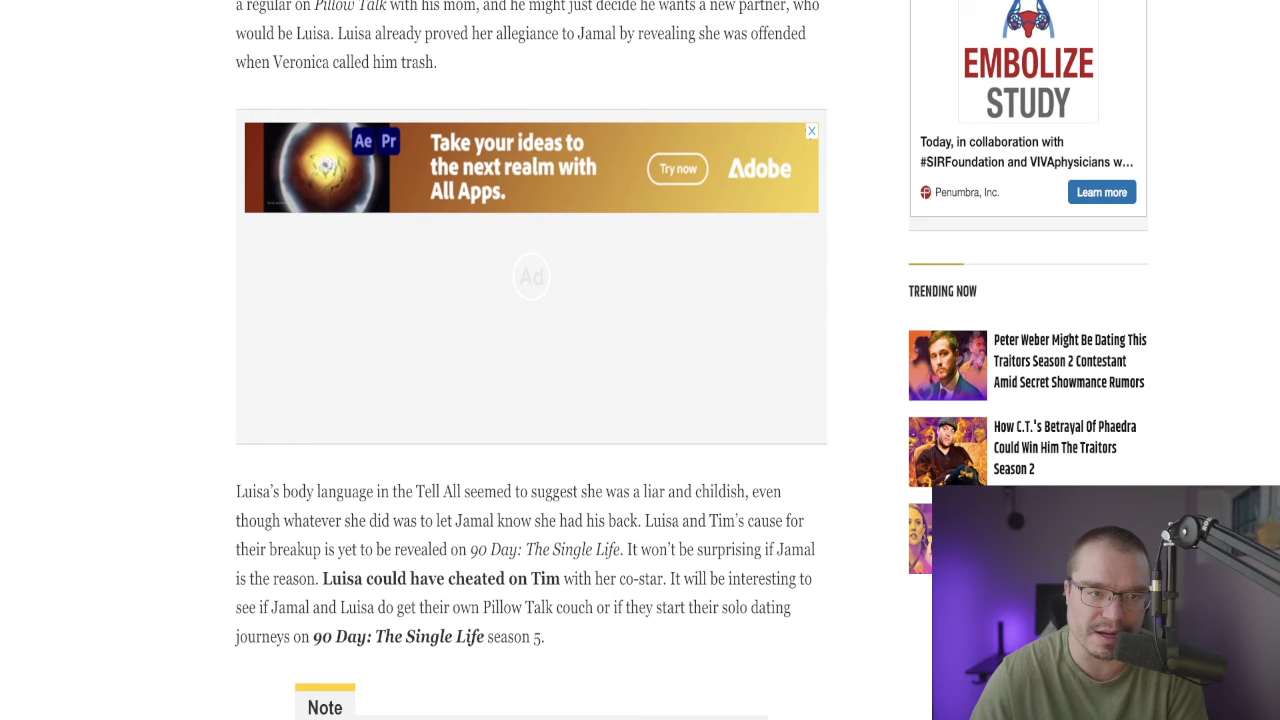 a regular on Pillow Talk with his mom, and he might just decide he wants a new partner, who
would be Luisa. Luisa already proved her allegiance to Jamal by revealing she was offended
when Veronica called him trash.
Ae Pr
Take your ideas to
the next realm with
All Apps.
Try now
Adobe
X
Ad
Luisa’s body language in the Tell All seemed to suggest she was a liar and childish, even
though whatever she did was to let Jamal know she had his back. Luisa and Tim’s cause for
their breakup is yet to be revealed on 90 Day: The Single Life. It won’t be surprising if Jamal
is the reason. Luisa could have cheated on Tim with her co-star. It will be interesting to
see if Jamal and Luisa do get their own Pillow Talk couch or if they start their solo dating
journeys on 90 Day: The Single Life season 5.
Note
EMBOLIZE
STUDY
Today, in collaboration with
#SIRFoundation and VIVAphysicians w...
Penumbra, Inc.
Learn more
TRENDING NOW
Peter Weber Might Be Dating This
Traitors Season 2 Contestant
Amid Secret Showmance Rumors
How C.T.'s Betrayal Of Phaedra
Could Win Him The Traitors
Season 2